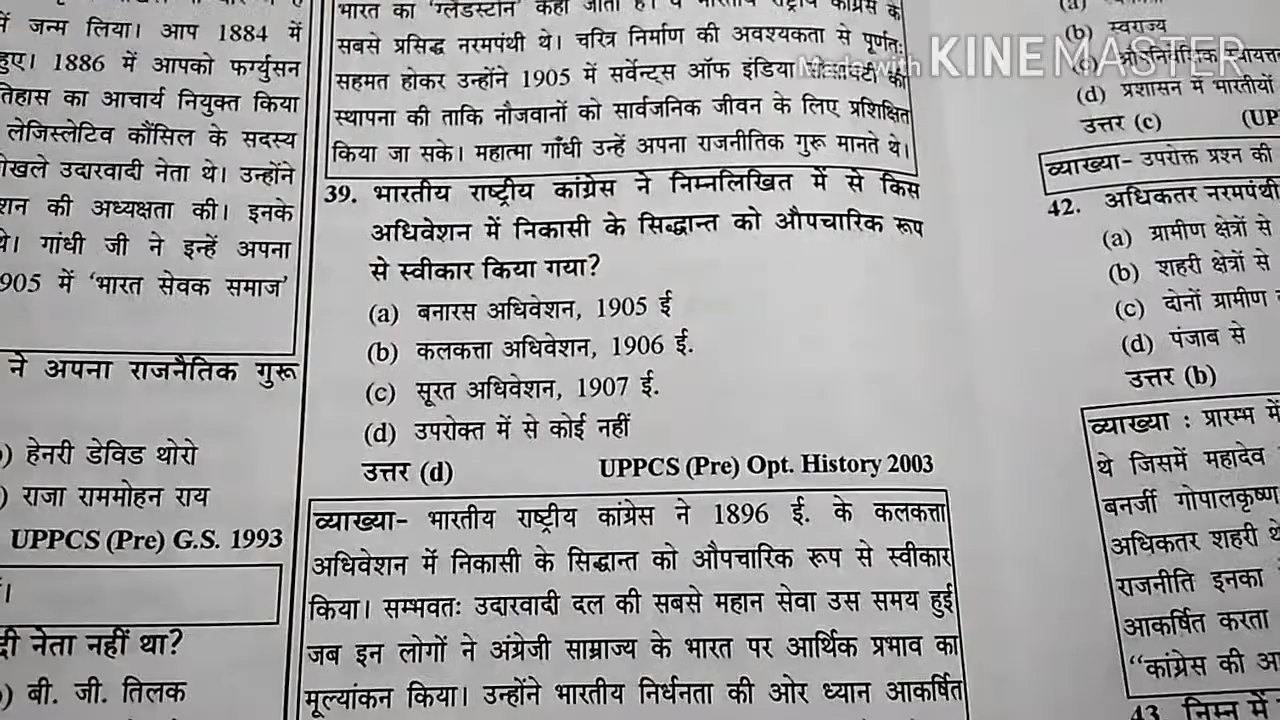 में जन्म लिया। आप 1884 में
हुए। 1886 में आपको फर्ग्युसन
तिहास का आचार्य नियुक्त किया
लेजिस्लेटिव कौंसिल के सदस्य
गोखले उदारवादी नेता थे। उन्होंने
शन की अध्यक्षता की। इनके
थे। गांधी जी ने इन्हें अपना
905 में ‘भारत सेवक समाज’
ने अपना राजनैतिक गुरू
) हेनरी डेविड थोरो
) राजा राममोहन राय
UPPCS (Pre) G.S. 1993
दी नेता नहीं था?
) बी. जी. तिलक
भारत का ‘ग्लैडस्टोन’ कहा जाता है। वे भारतीय राष्ट्रीय कांग्रेस के
सबसे प्रसिद्ध नरमपंथी थे। चरित्र निर्माण की अवश्यकता से पूर्णतः
सहमत होकर उन्होंने 1905 में सर्वेन्ट्स ऑफ इंडिया की
स्थापना की ताकि नौजवानों को सार्वजनिक जीवन के लिए प्रशिक्षित
किया जा सके। महात्मा गाँधी उन्हें अपना राजनीतिक गुरू मानते थे।
39. भारतीय राष्ट्रीय कांग्रेस ने निम्नलिखित में से किस
अधिवेशन में निकासी के सिद्धान्त को औपचारिक रूप
से स्वीकार किया गया?
(a) बनारस अधिवेशन, 1905 ई
(b) कलकत्ता अधिवेशन, 1906 ई.
(c) सूरत अधिवेशन, 1907 ई.
(d) उपरोक्त में से कोई नहीं
उत्तर (d) UPPCS (Pre) Opt. History 2003
व्याख्या- भारतीय राष्ट्रीय कांग्रेस ने 1896 ई. के कलकत्ता
अधिवेशन में निकासी के सिद्धान्त को औपचारिक रूप से स्वीकार
किया। सम्भवतः उदारवादी दल की सबसे महान सेवा उस समय हुई
जब इन लोगों ने अंग्रेजी साम्राज्य के भारत पर आर्थिक प्रभाव का
मूल्यांकन किया। उन्होंने भारतीय निर्धनता की ओर ध्यान आकर्षित
Made with KINEMASTER
(a)
(b) स्वराज्य
(c) औपनिवेशिक
(d) प्रशासन में भारतीयों
उत्तर (c) (UP
व्याख्या- उपरोक्त प्रश्न की
42. अधिकतर नरमपंथी
(a) ग्रामीण क्षेत्रों से
(b) शहरी क्षेत्रों से
(c) दोनों ग्रामीण
(d) पंजाब से
उत्तर (b)
व्याख्या : प्रारम्भ में
थे जिसमें महादेव
बनर्जी गोपालकृष्ण
अधिकतर शहरी थे
राजनीति इनका
आकर्षित करता
“कांग्रेस की आ
43. निम्न में